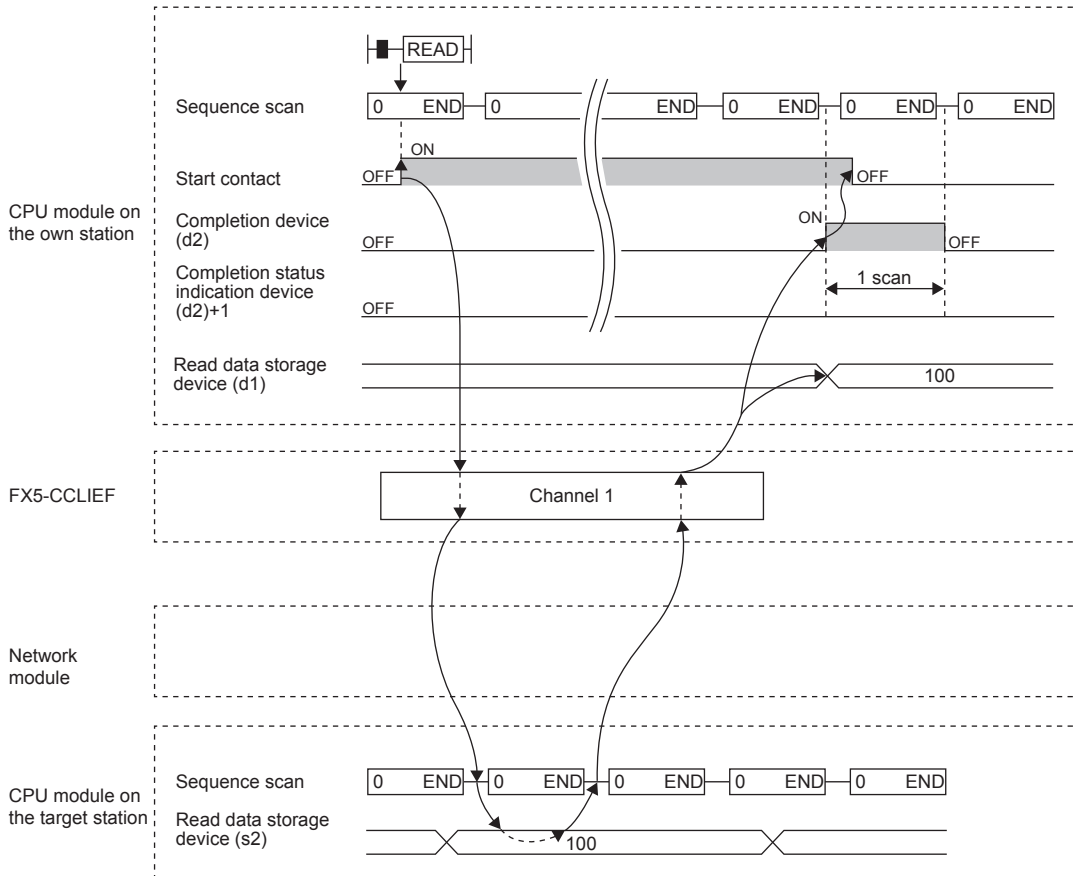 READ
Sequence scan
0 END 0 END 0 END 0 END 0 END
ON
Start contact
OFF OFF
CPU module on
the own station
Completion device
(d2)
ON
OFF OFF
Completion status
indication device
(d2)+1
1 scan
OFF
Read data storage
device (d1)
100
FX5-CCLIEF
Channel 1
Network
module
CPU module on
the target station
Sequence scan
0 END 0 END 0 END 0 END 0 END
Read data storage
device (s2)
100